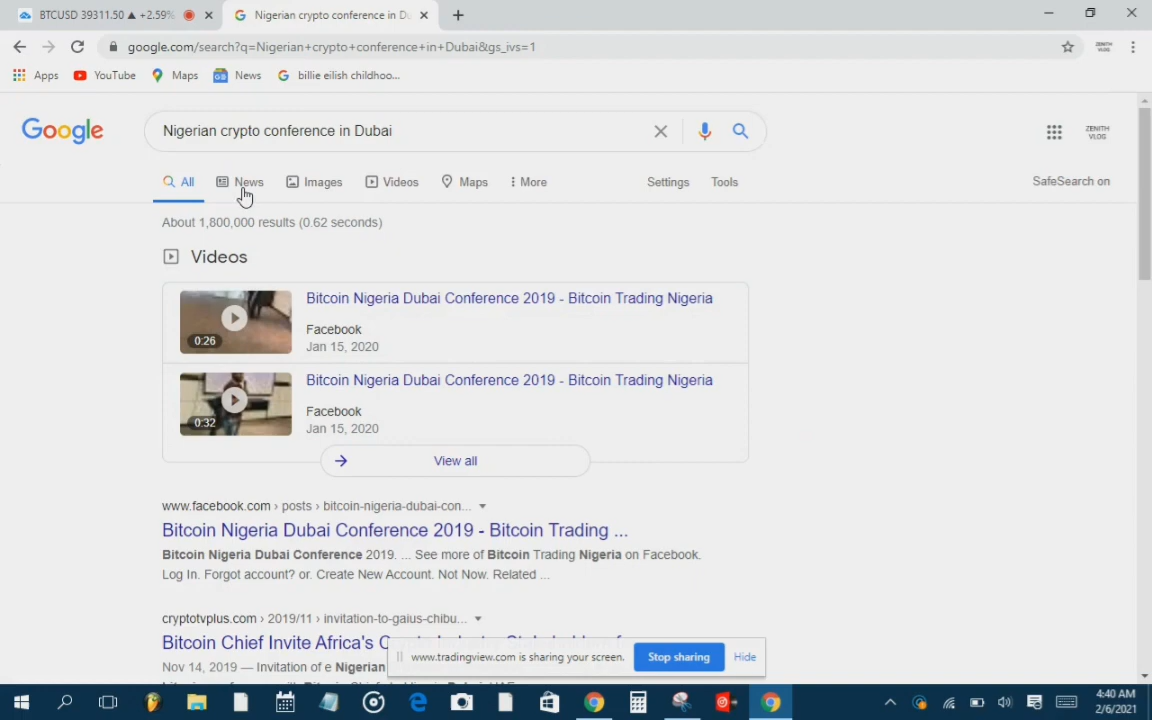 BTCUSD 39311.50 ▲ +2.59%
Nigerian crypto conference in Du
google.com/search?q=Nigerian+crypto+conference+in+Dubai&gs_ivs=1
ZENITH VLOG
Apps YouTube Maps News billie eilish childhoo...
Google
Nigerian crypto conference in Dubai
ZENITH
VLOG
All News Images Videos Maps More Settings Tools SafeSearch on
About 1,800,000 results (0.62 seconds)
Videos
Bitcoin Nigeria Dubai Conference 2019 - Bitcoin Trading Nigeria
Facebook
0:26
Jan 15, 2020
Bitcoin Nigeria Dubai Conference 2019 - Bitcoin Trading Nigeria
Facebook
0:32
Jan 15, 2020
View all
www.facebook.com › posts › bitcoin-nigeria-dubai-con...
Bitcoin Nigeria Dubai Conference 2019 - Bitcoin Trading ...
Bitcoin Nigeria Dubai Conference 2019. ... See more of Bitcoin Trading Nigeria on Facebook.
Log In. Forgot account? or. Create New Account. Not Now. Related ...
cryptotvplus.com › 2019/11 › invitation-to-gaius-chibu...
Bitcoin Chief Invite Africa's
www.tradingview.com is sharing your screen. Stop sharing Hide
Nov 14, 2019 — Invitation of e Nigerian
4:40 AM
2/6/2021